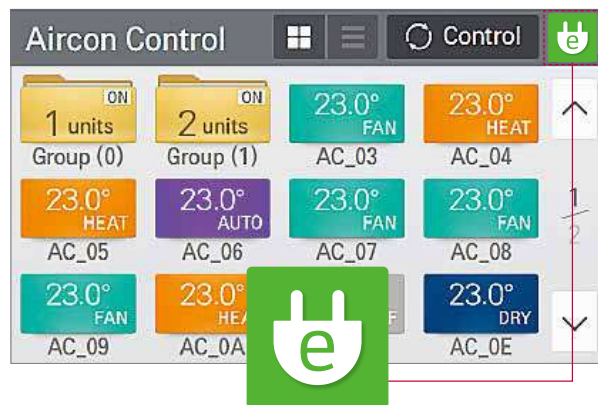 Aircon Control
Control
e
ON ON 23.0° 23.0°
1 units 2 units FAN HEAT
Group (0) Group (1) AC_03 AC_04
23.0° 23.0° 23.0° 23.0°
HEAT AUTO FAN FAN
1
2
AC_05 AC_06 AC_07 AC_08
23.0° 23.0° 23.0°
FAN DRY
AC_09 AC_0A AC_0E
e